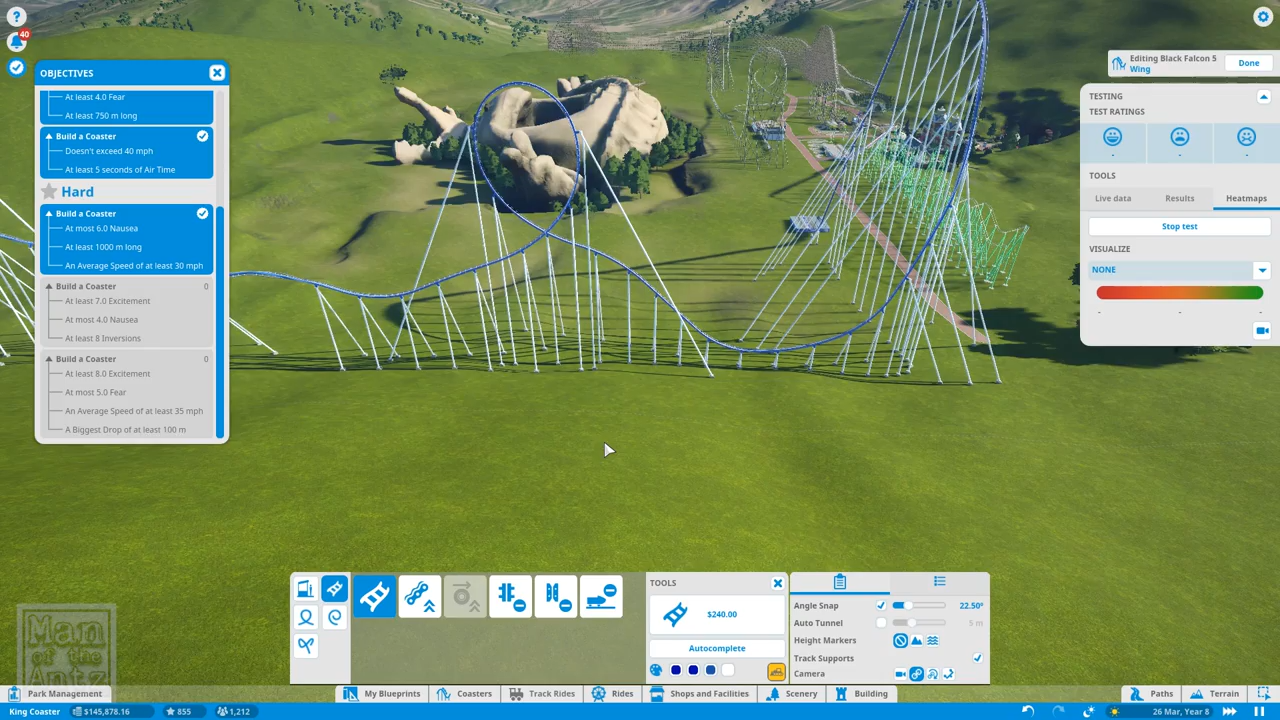 ?
40
OBJECTIVES
At least 4.0 Fear
At least 750 m long
Build a Coaster
Doesn't exceed 40 mph
At least 5 seconds of Air Time
Hard
Build a Coaster
At most 6.0 Nausea
At least 1000 m long
An Average Speed of at least 30 mph
Build a Coaster 0
At least 7.0 Excitement
At most 4.0 Nausea
At least 8 Inversions
Build a Coaster 0
At least 8.0 Excitement
At most 5.0 Fear
An Average Speed of at least 35 mph
A Biggest Drop of at least 100 m
Editing Black Falcon 5
Wing
Done
TESTING
TEST RATINGS
- - -
TOOLS
Live data Results Heatmaps
Stop test
VISUALIZE
NONE
- - -
TOOLS
$240.00
Autocomplete
Angle Snap 22.50°
Auto Tunnel 5 m
Height Markers
Track Supports
Camera
Man
of the
Park Management My Blueprints Coasters Track Rides Rides Shops and Facilities Scenery Building Paths Terrain
King Coaster $145,878.16 855 1,212 26 Mar, Year 8